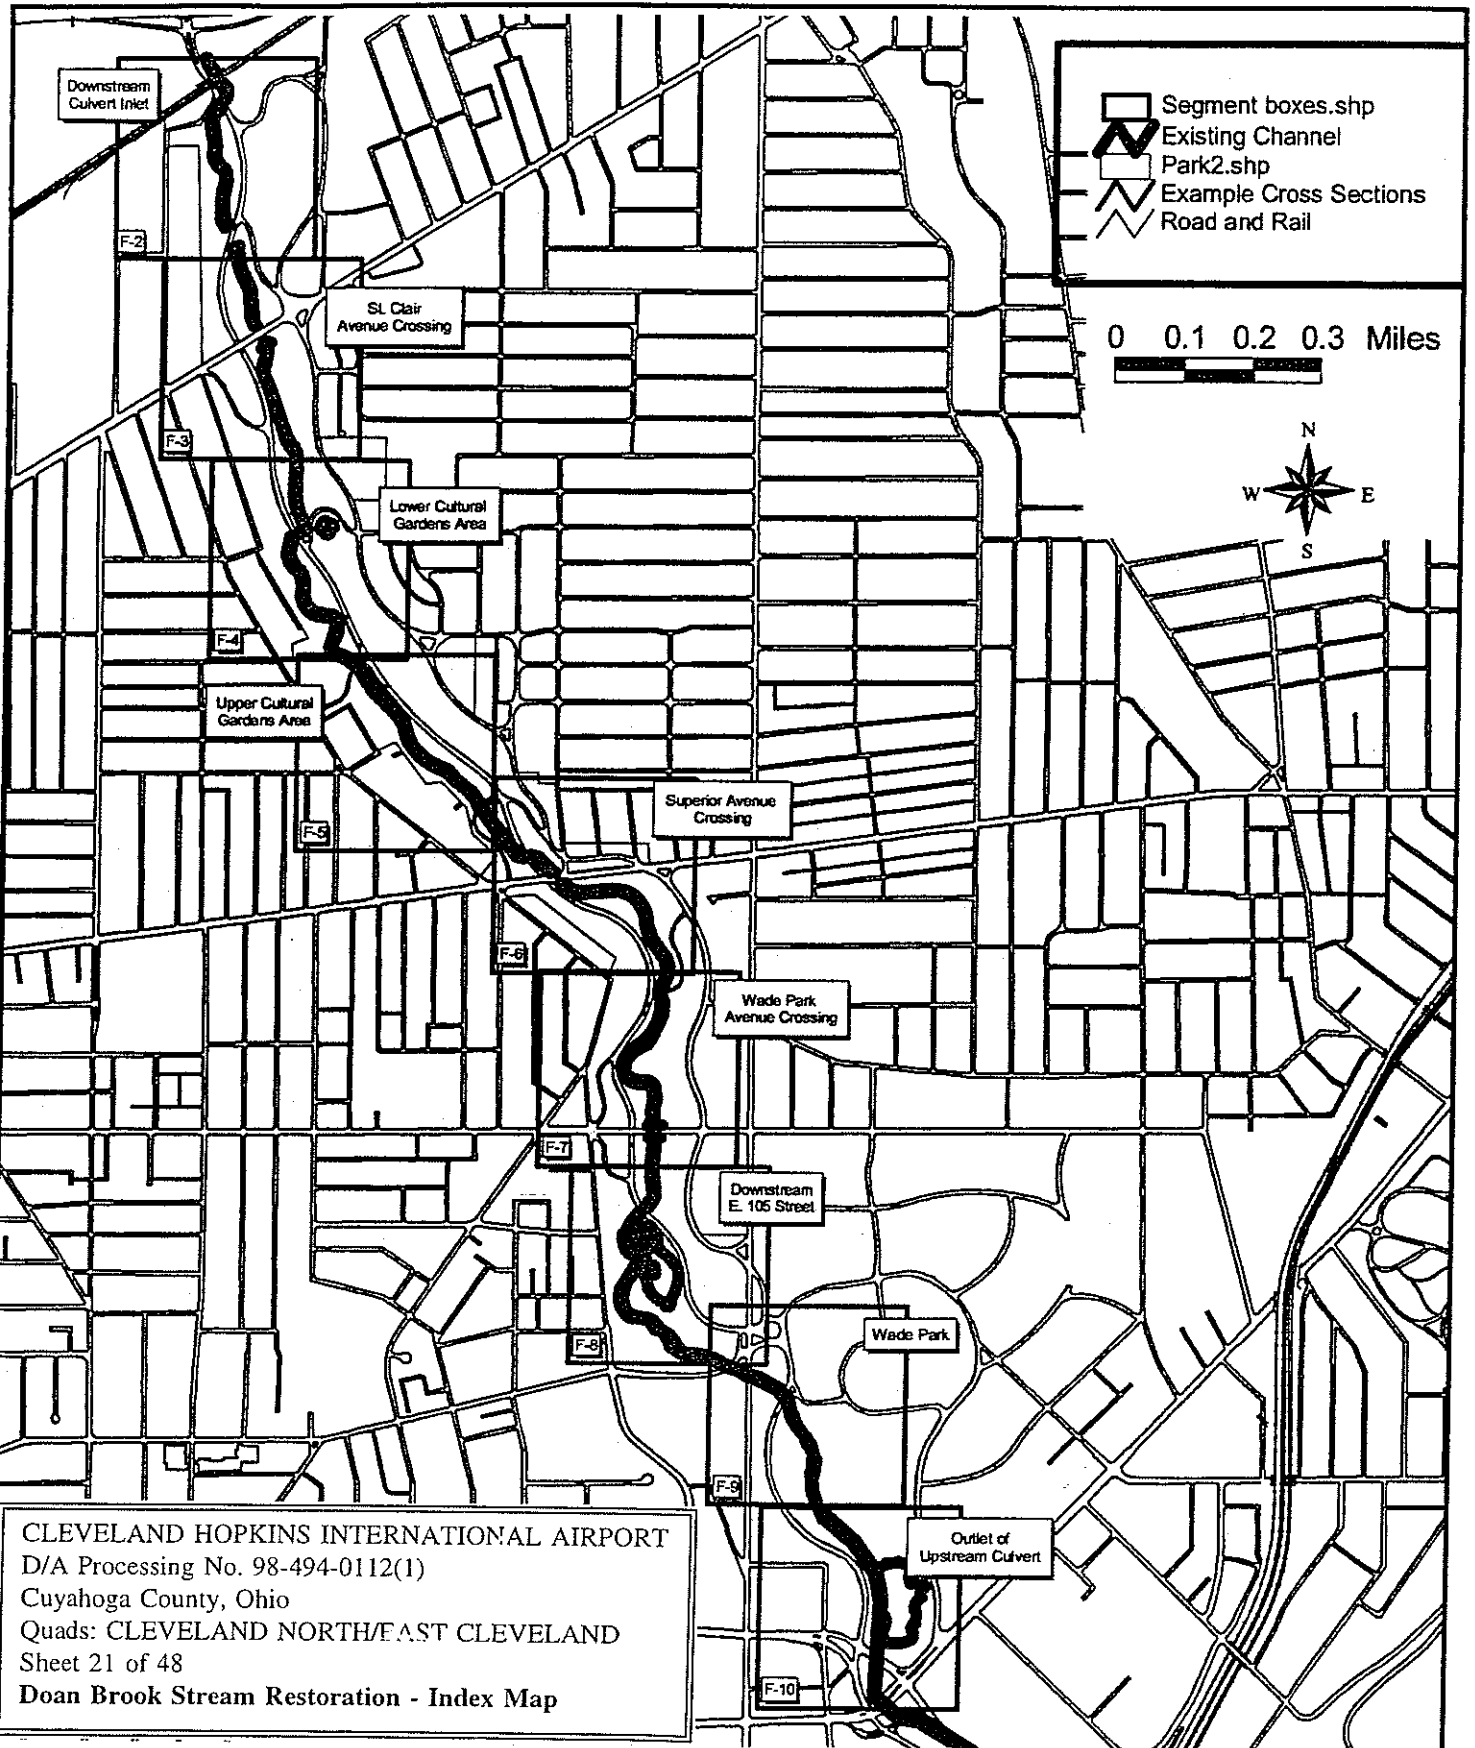 Downstream
Culvert Inlet
Segment boxes.shp
Existing Channel
Park2.shp
Example Cross Sections
Road and Rail
F-2
St. Clair
Avenue Crossing
0 0.1 0.2 0.3 Miles
F-3
N
W E
S
Lower Cultural
Gardens Area
F-4
Upper Cultural
Gardens Area
Superior Avenue
Crossing
F-5
F-6
Wade Park
Avenue Crossing
F-7
Downstream
E. 105 Street
Wade Park
F-8
F-9
Outlet of
Upstream Culvert
F-10
CLEVELAND HOPKINS INTERNATIONAL AIRPORT
D/A Processing No. 98-494-0112(1)
Cuyahoga County, Ohio
Quads: CLEVELAND NORTH/EAST CLEVELAND
Sheet 21 of 48
Doan Brook Stream Restoration - Index Map